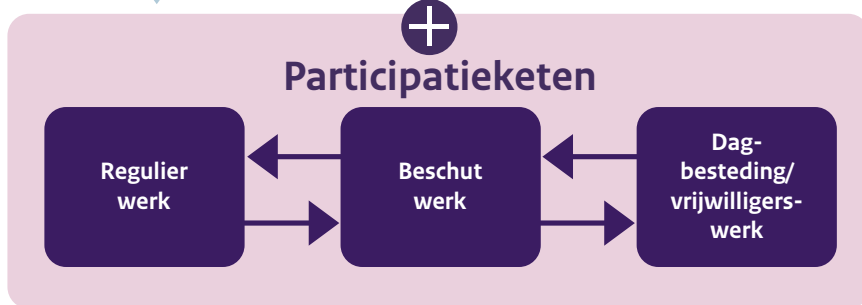 Participatieketen
Regulier
werk
Beschut
werk
Dag-
besteding/
vrijwilligers-
werk